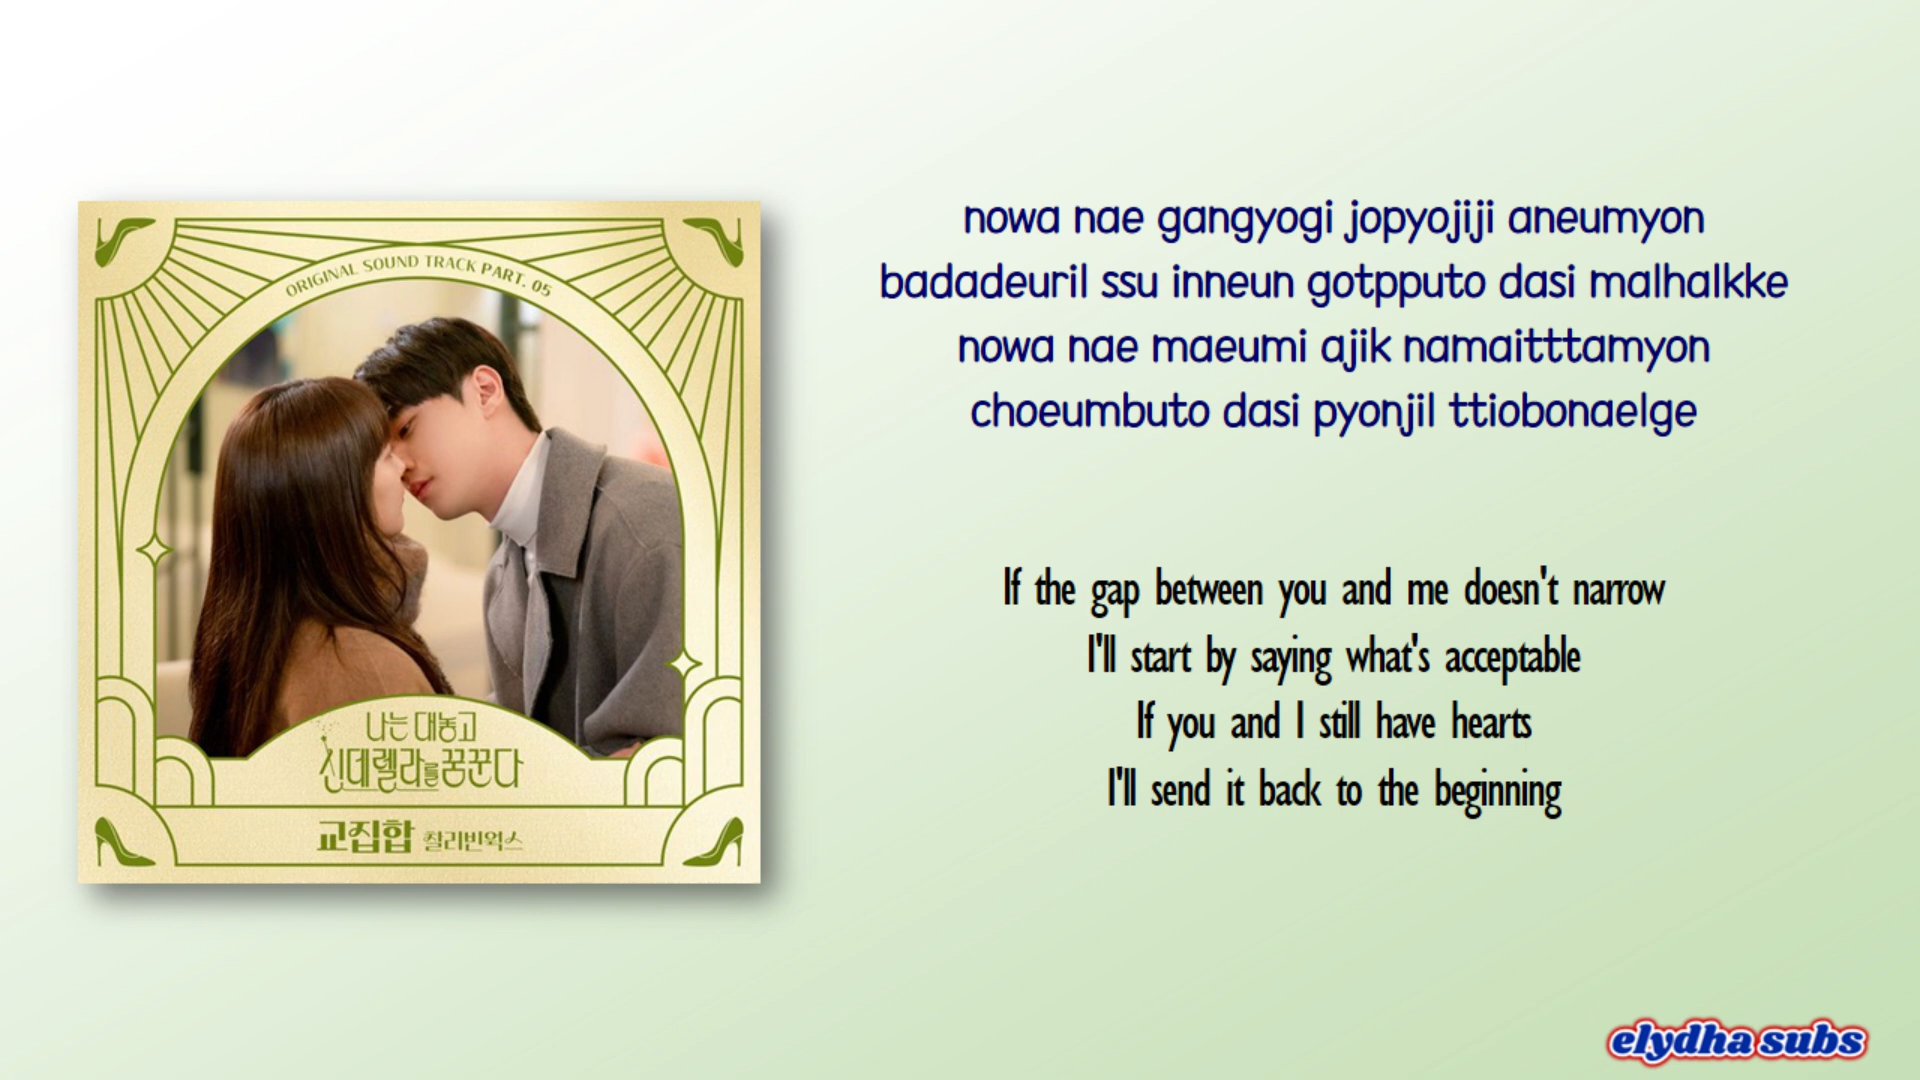 ORIGINAL SOUND TRACK PART. 05
나는 대놓고
신데렐라를 꿈꾼다
교집합 찰리빈웍스
nowa nae gangyogi jopyojiji aneumyon
badadeuril ssu inneun gotpputo dasi malhalkke
nowa nae maeumi ajik namaitttamyon
choeumbuto dasi pyonjil ttiobonaelge
If the gap between you and me doesn't narrow
I'll start by saying what's acceptable
If you and I still have hearts
I'll send it back to the beginning
elydha subs